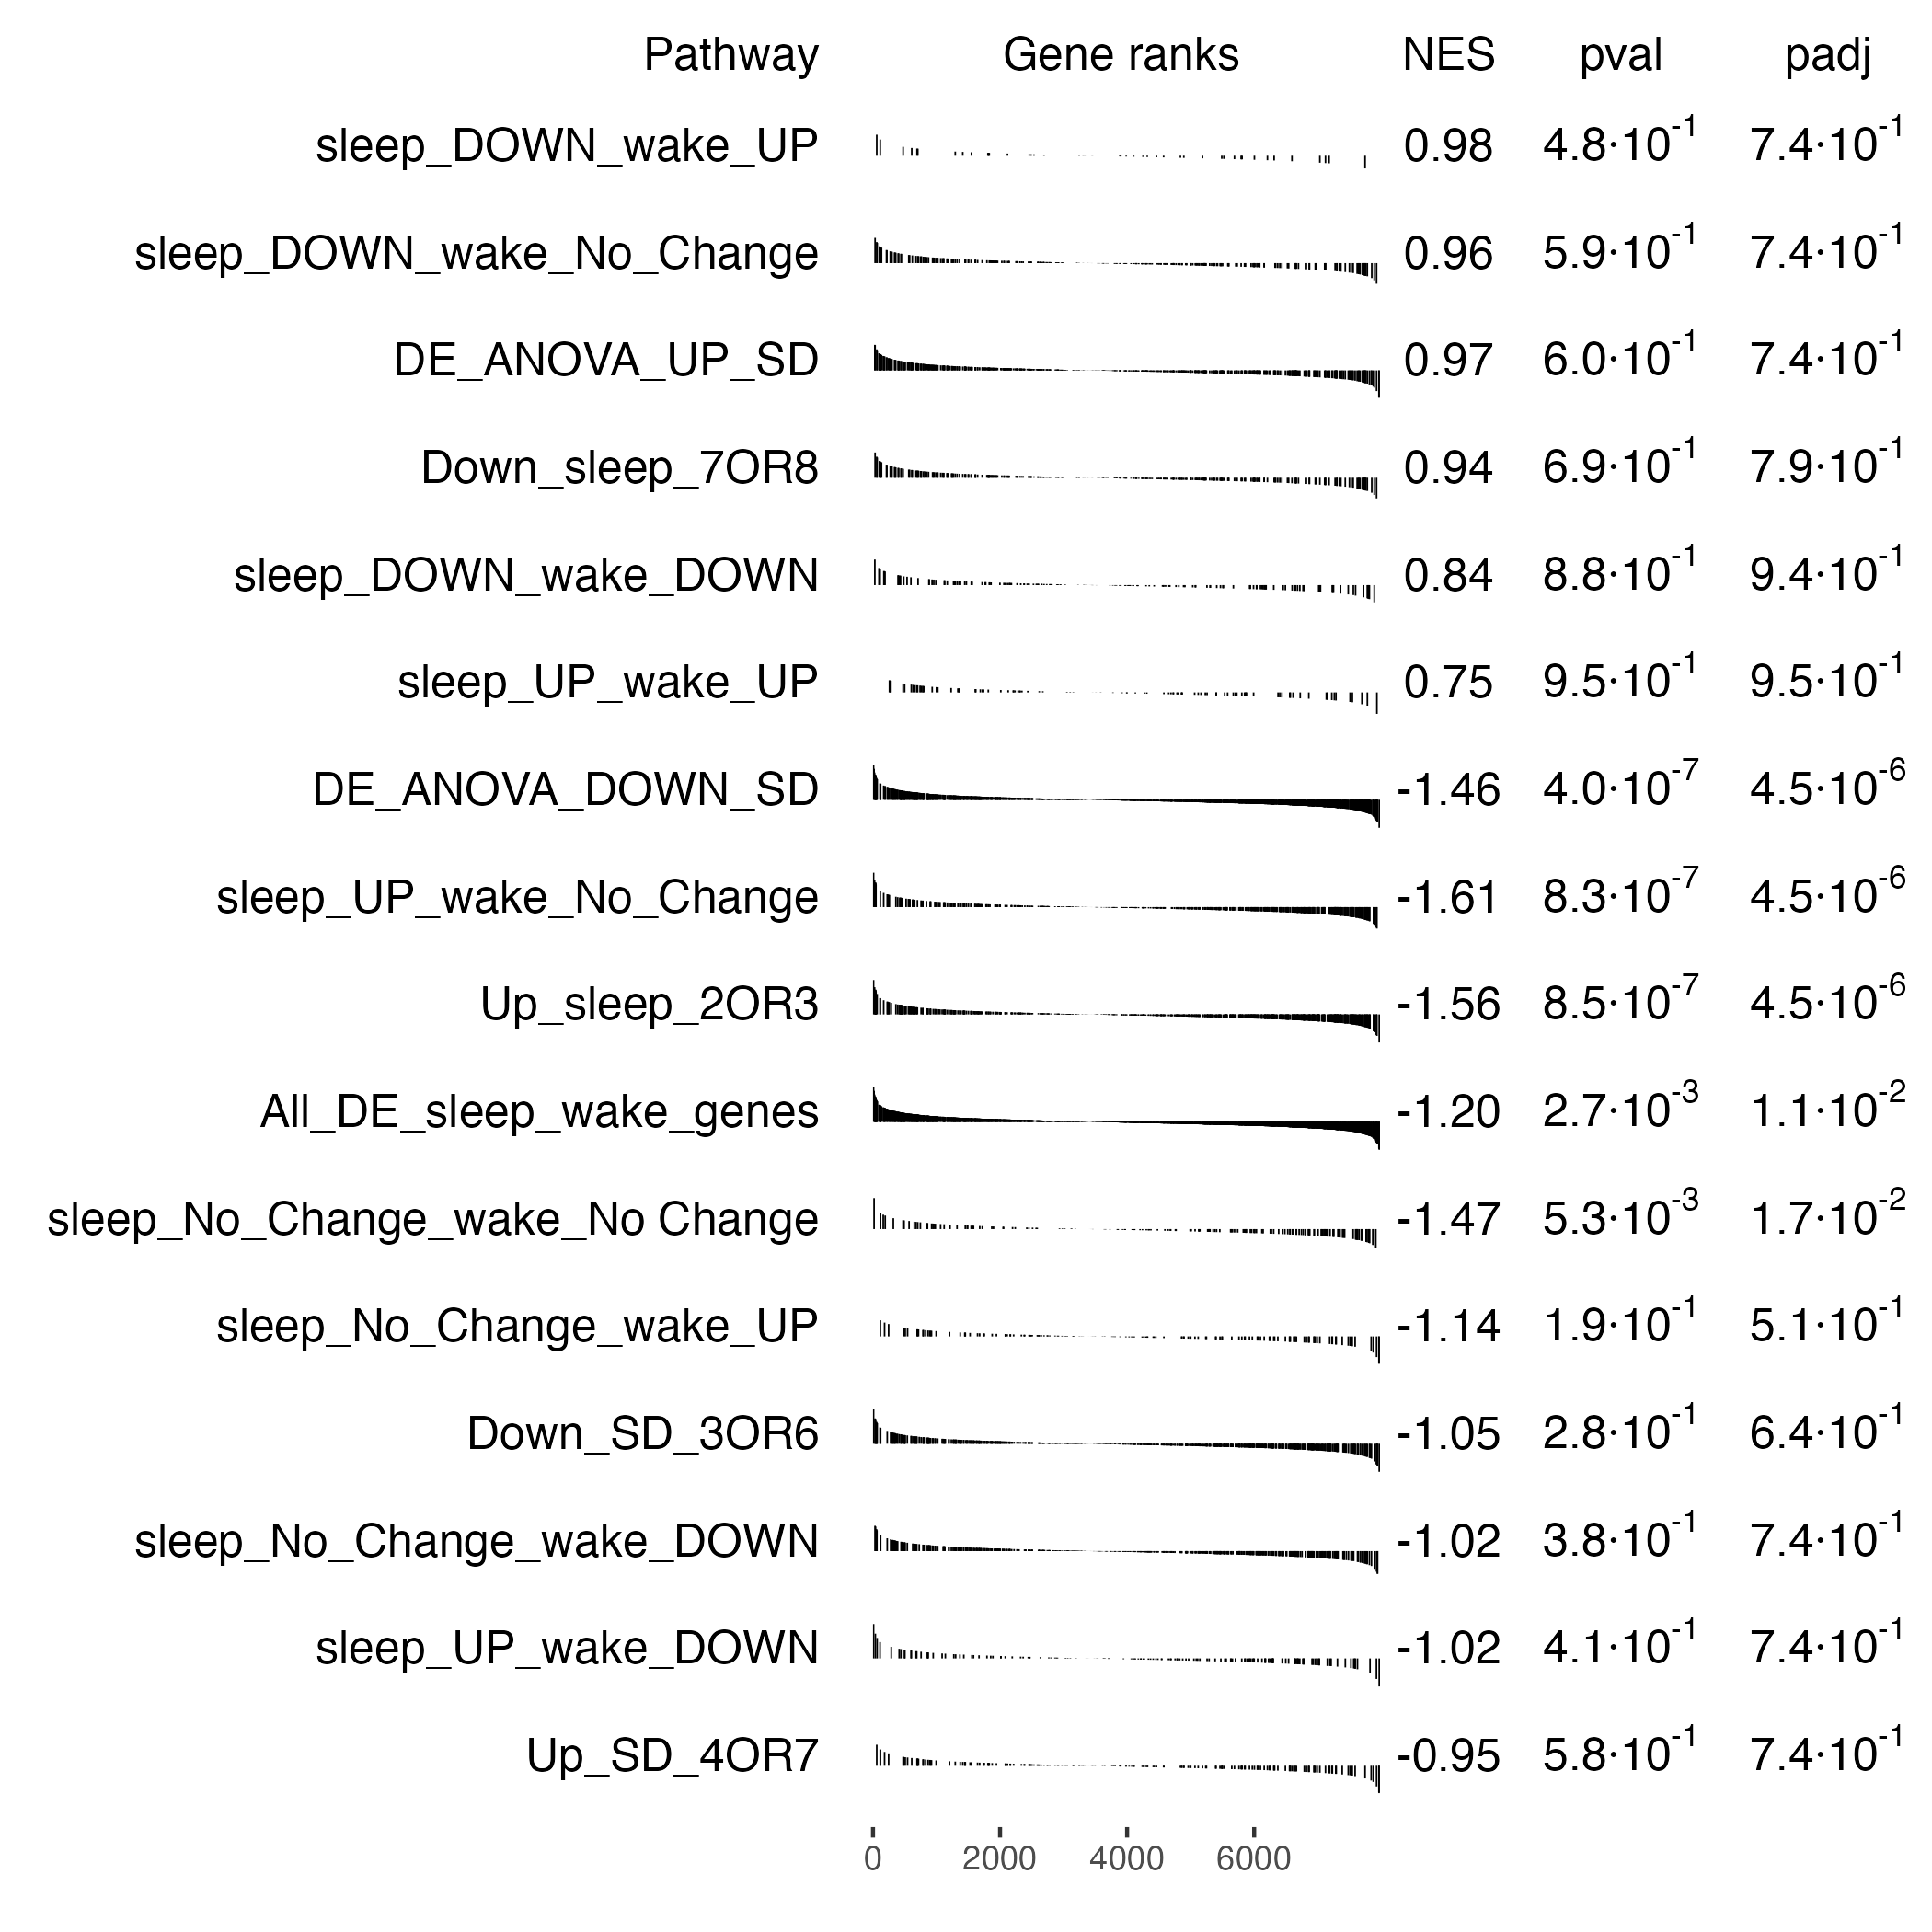 Pathway Gene ranks NES pval padj
sleep_DOWN_wake_UP 0.98 4.8·10^-1 7.4·10^-1
sleep_DOWN_wake_No_Change 0.96 5.9·10^-1 7.4·10^-1
DE_ANOVA_UP_SD 0.97 6.0·10^-1 7.4·10^-1
Down_sleep_7OR8 0.94 6.9·10^-1 7.9·10^-1
sleep_DOWN_wake_DOWN 0.84 8.8·10^-1 9.4·10^-1
sleep_UP_wake_UP 0.75 9.5·10^-1 9.5·10^-1
DE_ANOVA_DOWN_SD -1.46 4.0·10^-7 4.5·10^-6
sleep_UP_wake_No_Change -1.61 8.3·10^-7 4.5·10^-6
Up_sleep_2OR3 -1.56 8.5·10^-7 4.5·10^-6
All_DE_sleep_wake_genes -1.20 2.7·10^-3 1.1·10^-2
sleep_No_Change_wake_No Change -1.47 5.3·10^-3 1.7·10^-2
sleep_No_Change_wake_UP -1.14 1.9·10^-1 5.1·10^-1
Down_SD_3OR6 -1.05 2.8·10^-1 6.4·10^-1
sleep_No_Change_wake_DOWN -1.02 3.8·10^-1 7.4·10^-1
sleep_UP_wake_DOWN -1.02 4.1·10^-1 7.4·10^-1
Up_SD_4OR7 -0.95 5.8·10^-1 7.4·10^-1
0 2000 4000 6000